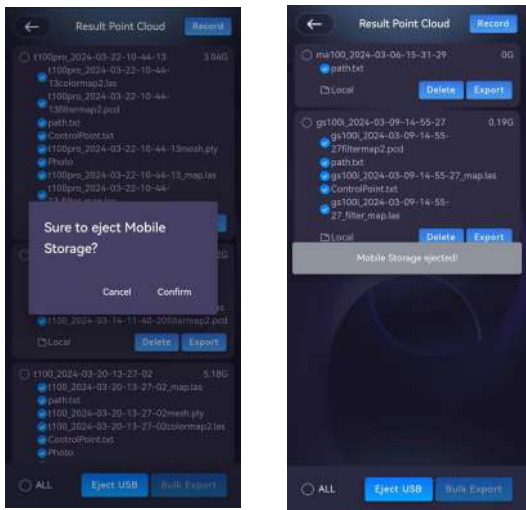 Result Point Cloud
Record
t100pro_2024-03-22-10-44-13
3.04G
t100pro_2024-03-22-10-44-
13colormap2.las
t100pro_2024-03-22-10-44-
13filtermap2.pcd
path.txt
ControlPoint.txt
t100pro_2024-03-22-10-44-13mesh.ply
Photo
t100pro_2024-03-22-10-44-13_map.las
t100pro_2024-03-22-10-44-
13_filter_map.las
Sure to eject Mobile
Storage?
Cancel
Confirm
t100_2024-03-14-11-40-20filtermap2.pcd
Local
Delete
Export
t100_2024-03-20-13-27-02
5.18G
t100_2024-03-20-13-27-02_map.las
path.txt
t100_2024-03-20-13-27-02mesh.ply
t100_2024-03-20-13-27-02colormap2.las
ControlPoint.txt
Photo
ALL
Eject USB
Bulk Export
Result Point Cloud
Record
ma100_2024-03-06-15-31-29
0G
path.txt
Local
Delete
Export
gs100i_2024-03-09-14-55-27
0.19G
gs100i_2024-03-09-14-55-
27filtermap2.pcd
path.txt
gs100i_2024-03-09-14-55-27_map.las
ControlPoint.txt
gs100i_2024-03-09-14-55-
27_filter_map.las
Local
Delete
Export
Mobile Storage ejected!
ALL
Eject USB
Bulk Export